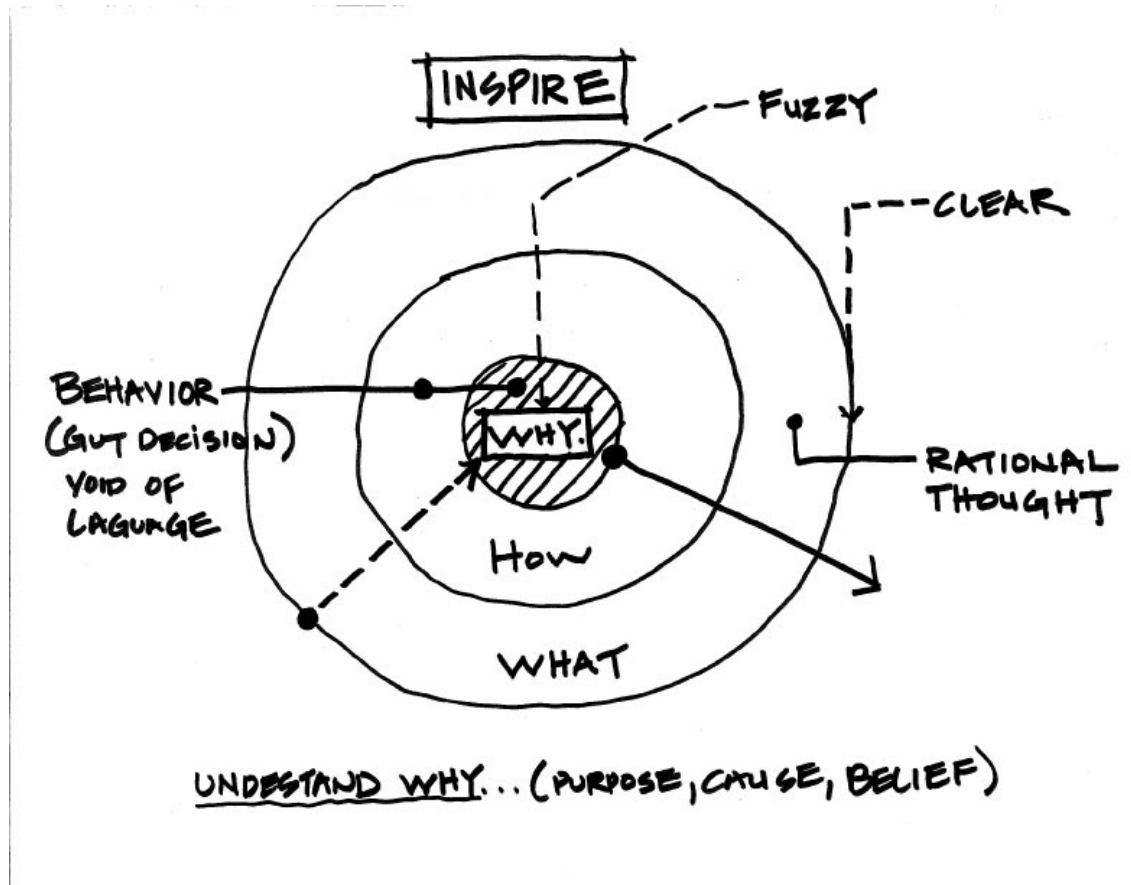 INSPIRE
FUZZY
CLEAR
BEHAVIOR
(GUT DECISION)
VOID OF
LAGUAGE
WHY.
RATIONAL
THOUGHT
HOW
WHAT
UNDESTAND WHY... (PURPOSE, CAUSE, BELIEF)